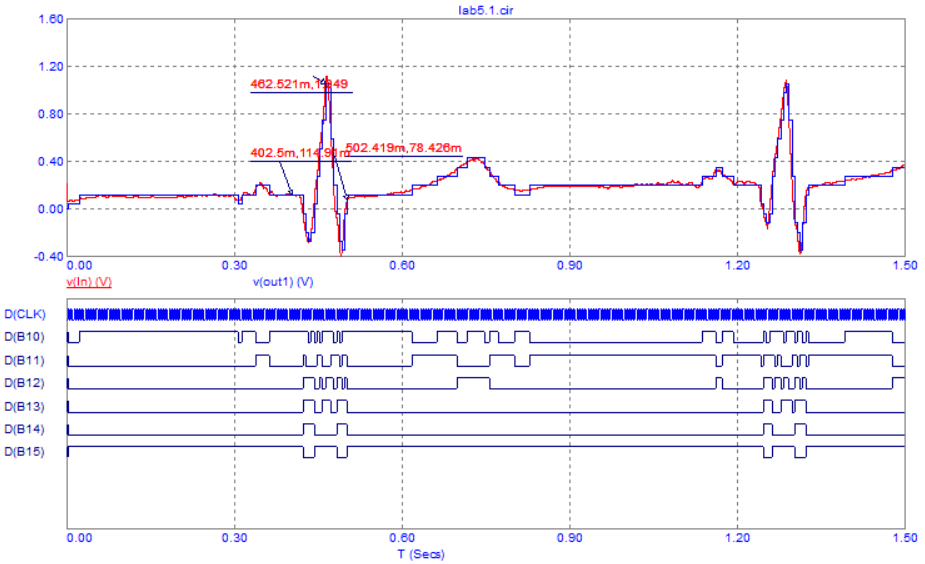 lab5.1.cir
1.60
1.20
0.80
0.40
0.00
-0.40
462.521m,1.049
402.5m,114.91m
502.419m,78.426m
0.00 0.30 0.60 0.90 1.20 1.50
v(In) (V) v(out1) (V)
D(CLK)
D(B10)
D(B11)
D(B12)
D(B13)
D(B14)
D(B15)
0.00 0.30 0.60 0.90 1.20 1.50
T (Secs)